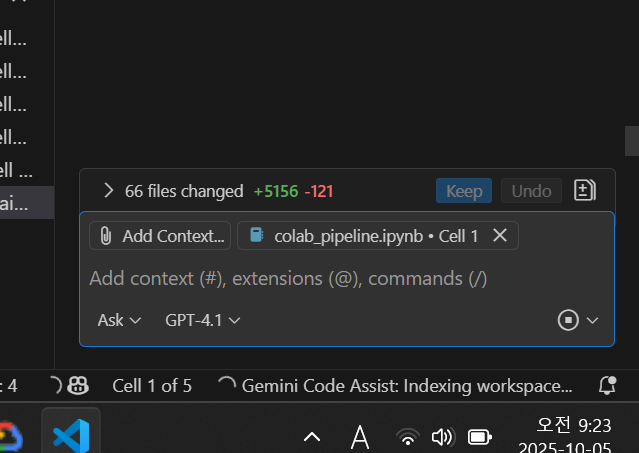 ell...
ell...
ell...
ell...
ell ...
ai...
66 files changed +5156 -121 Keep Undo
Add Context... colab_pipeline.ipynb • Cell 1
Add context (#), extensions (@), commands (/)
Ask GPT-4.1
: 4 Cell 1 of 5 Gemini Code Assist: Indexing workspace...
A 오전 9:23
2025-10-05